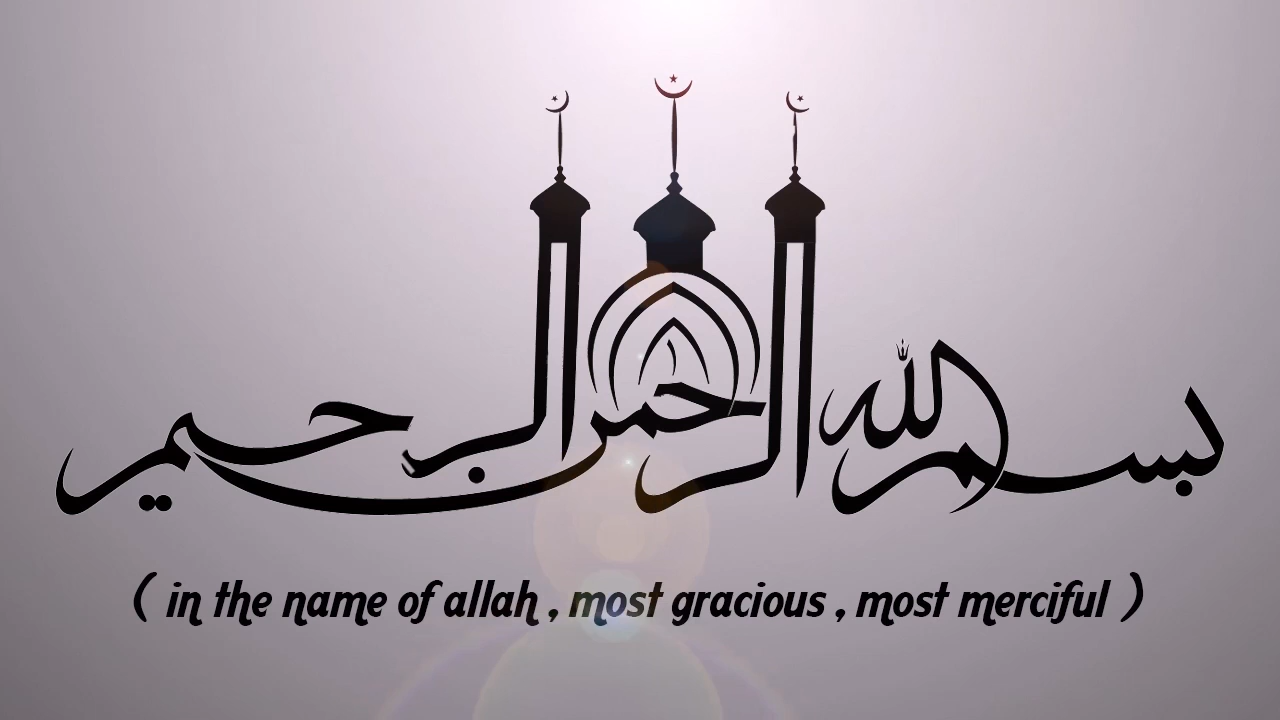 بسم الله الرحمن الرحيم
( in the name of allah , most gracious , most merciful )